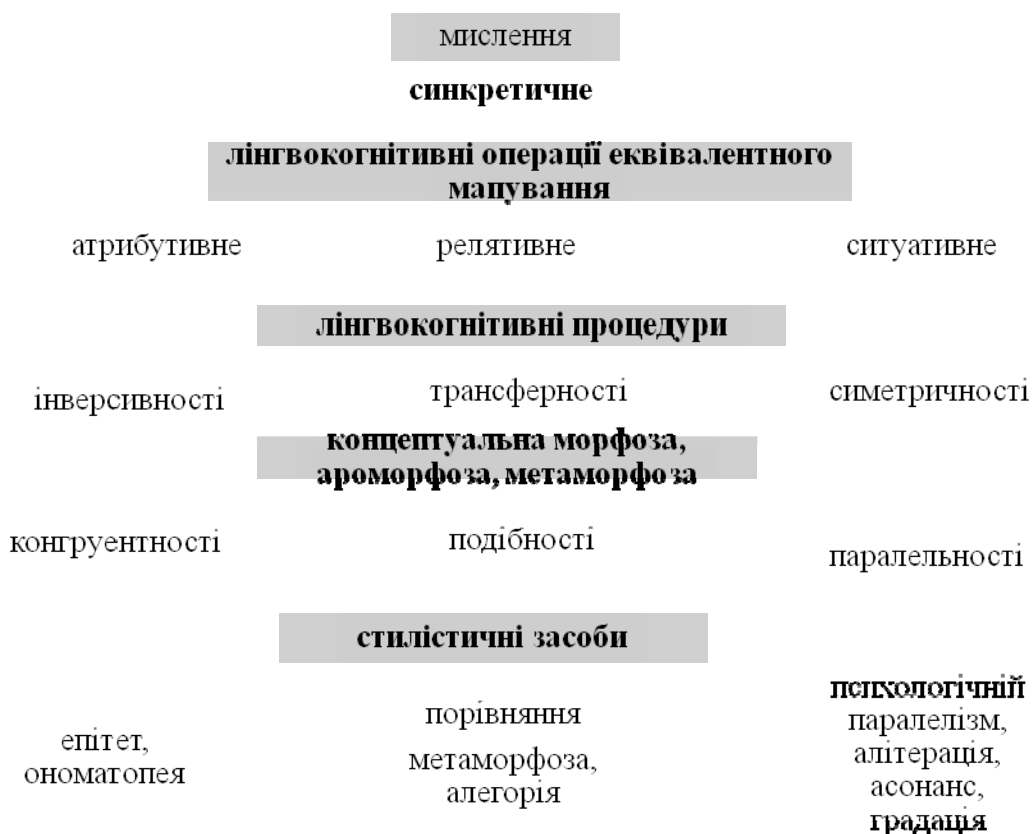 мислення
синкретичне
лінгвокогнітивні операції еквівалентного
мапування
атрибутивне
релятивне
ситуативне
лінгвокогнітивні процедури
інверсивності
трансферності
симетричності
концептуальна морфоза,
ароморфоза, метаморфоза
конгруентності
подібності
паралельності
стилістичні засоби
епітет,
ономатопея
порівняння
метаморфоза,
алегорія
психологічній
паралелізм,
алітерація,
асонанс,
градація